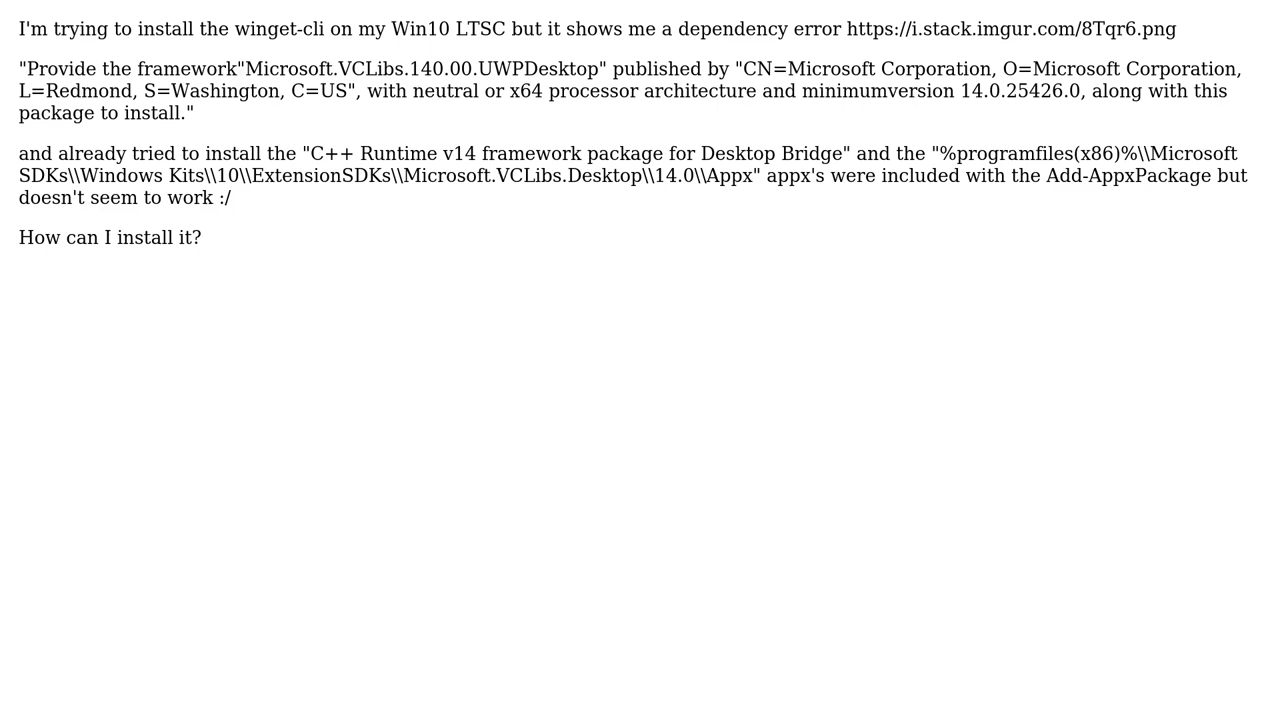 I'm trying to install the winget-cli on my Win10 LTSC but it shows me a dependency error https://i.stack.imgur.com/8Tqr6.png
"Provide the framework"Microsoft.VCLibs.140.00.UWPDesktop" published by "CN=Microsoft Corporation, O=Microsoft Corporation,
L=Redmond, S=Washington, C=US", with neutral or x64 processor architecture and minimumversion 14.0.25426.0, along with this
package to install."
and already tried to install the "C++ Runtime v14 framework package for Desktop Bridge" and the "%programfiles(x86)%\\Microsoft
SDKs\\Windows Kits\\10\\ExtensionSDKs\\Microsoft.VCLibs.Desktop\\14.0\\Appx" appx's were included with the Add-AppxPackage but
doesn't seem to work :/
How can I install it?